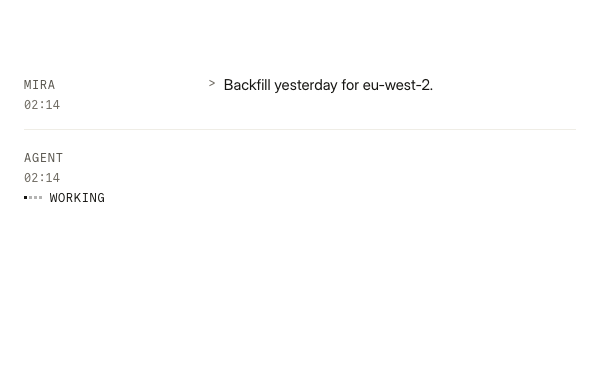 MIRA
> Backfill yesterday for eu-west-2.
02:14
AGENT
02:14
WORKING